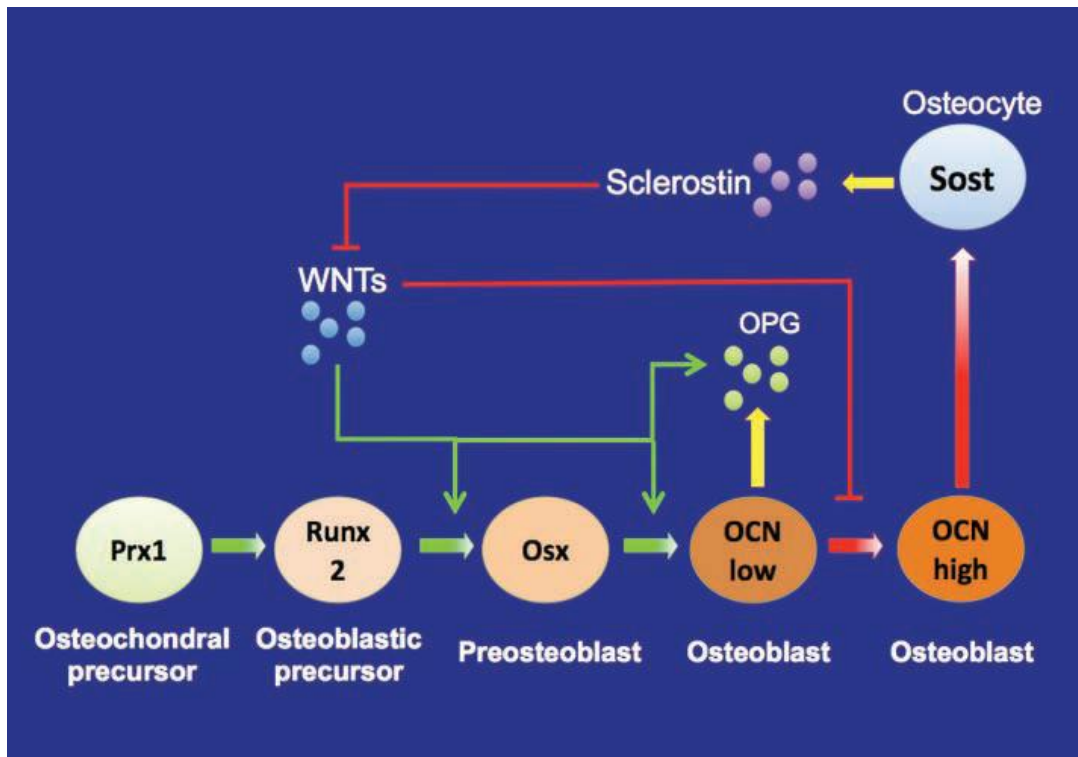 Osteocyte
Sost
Sclerostin
WNTs
OPG
Prx1
Runx
2
Osx
OCN
low
OCN
high
Osteochondral
precursor
Osteoblastic
precursor
Preosteoblast
Osteoblast
Osteoblast